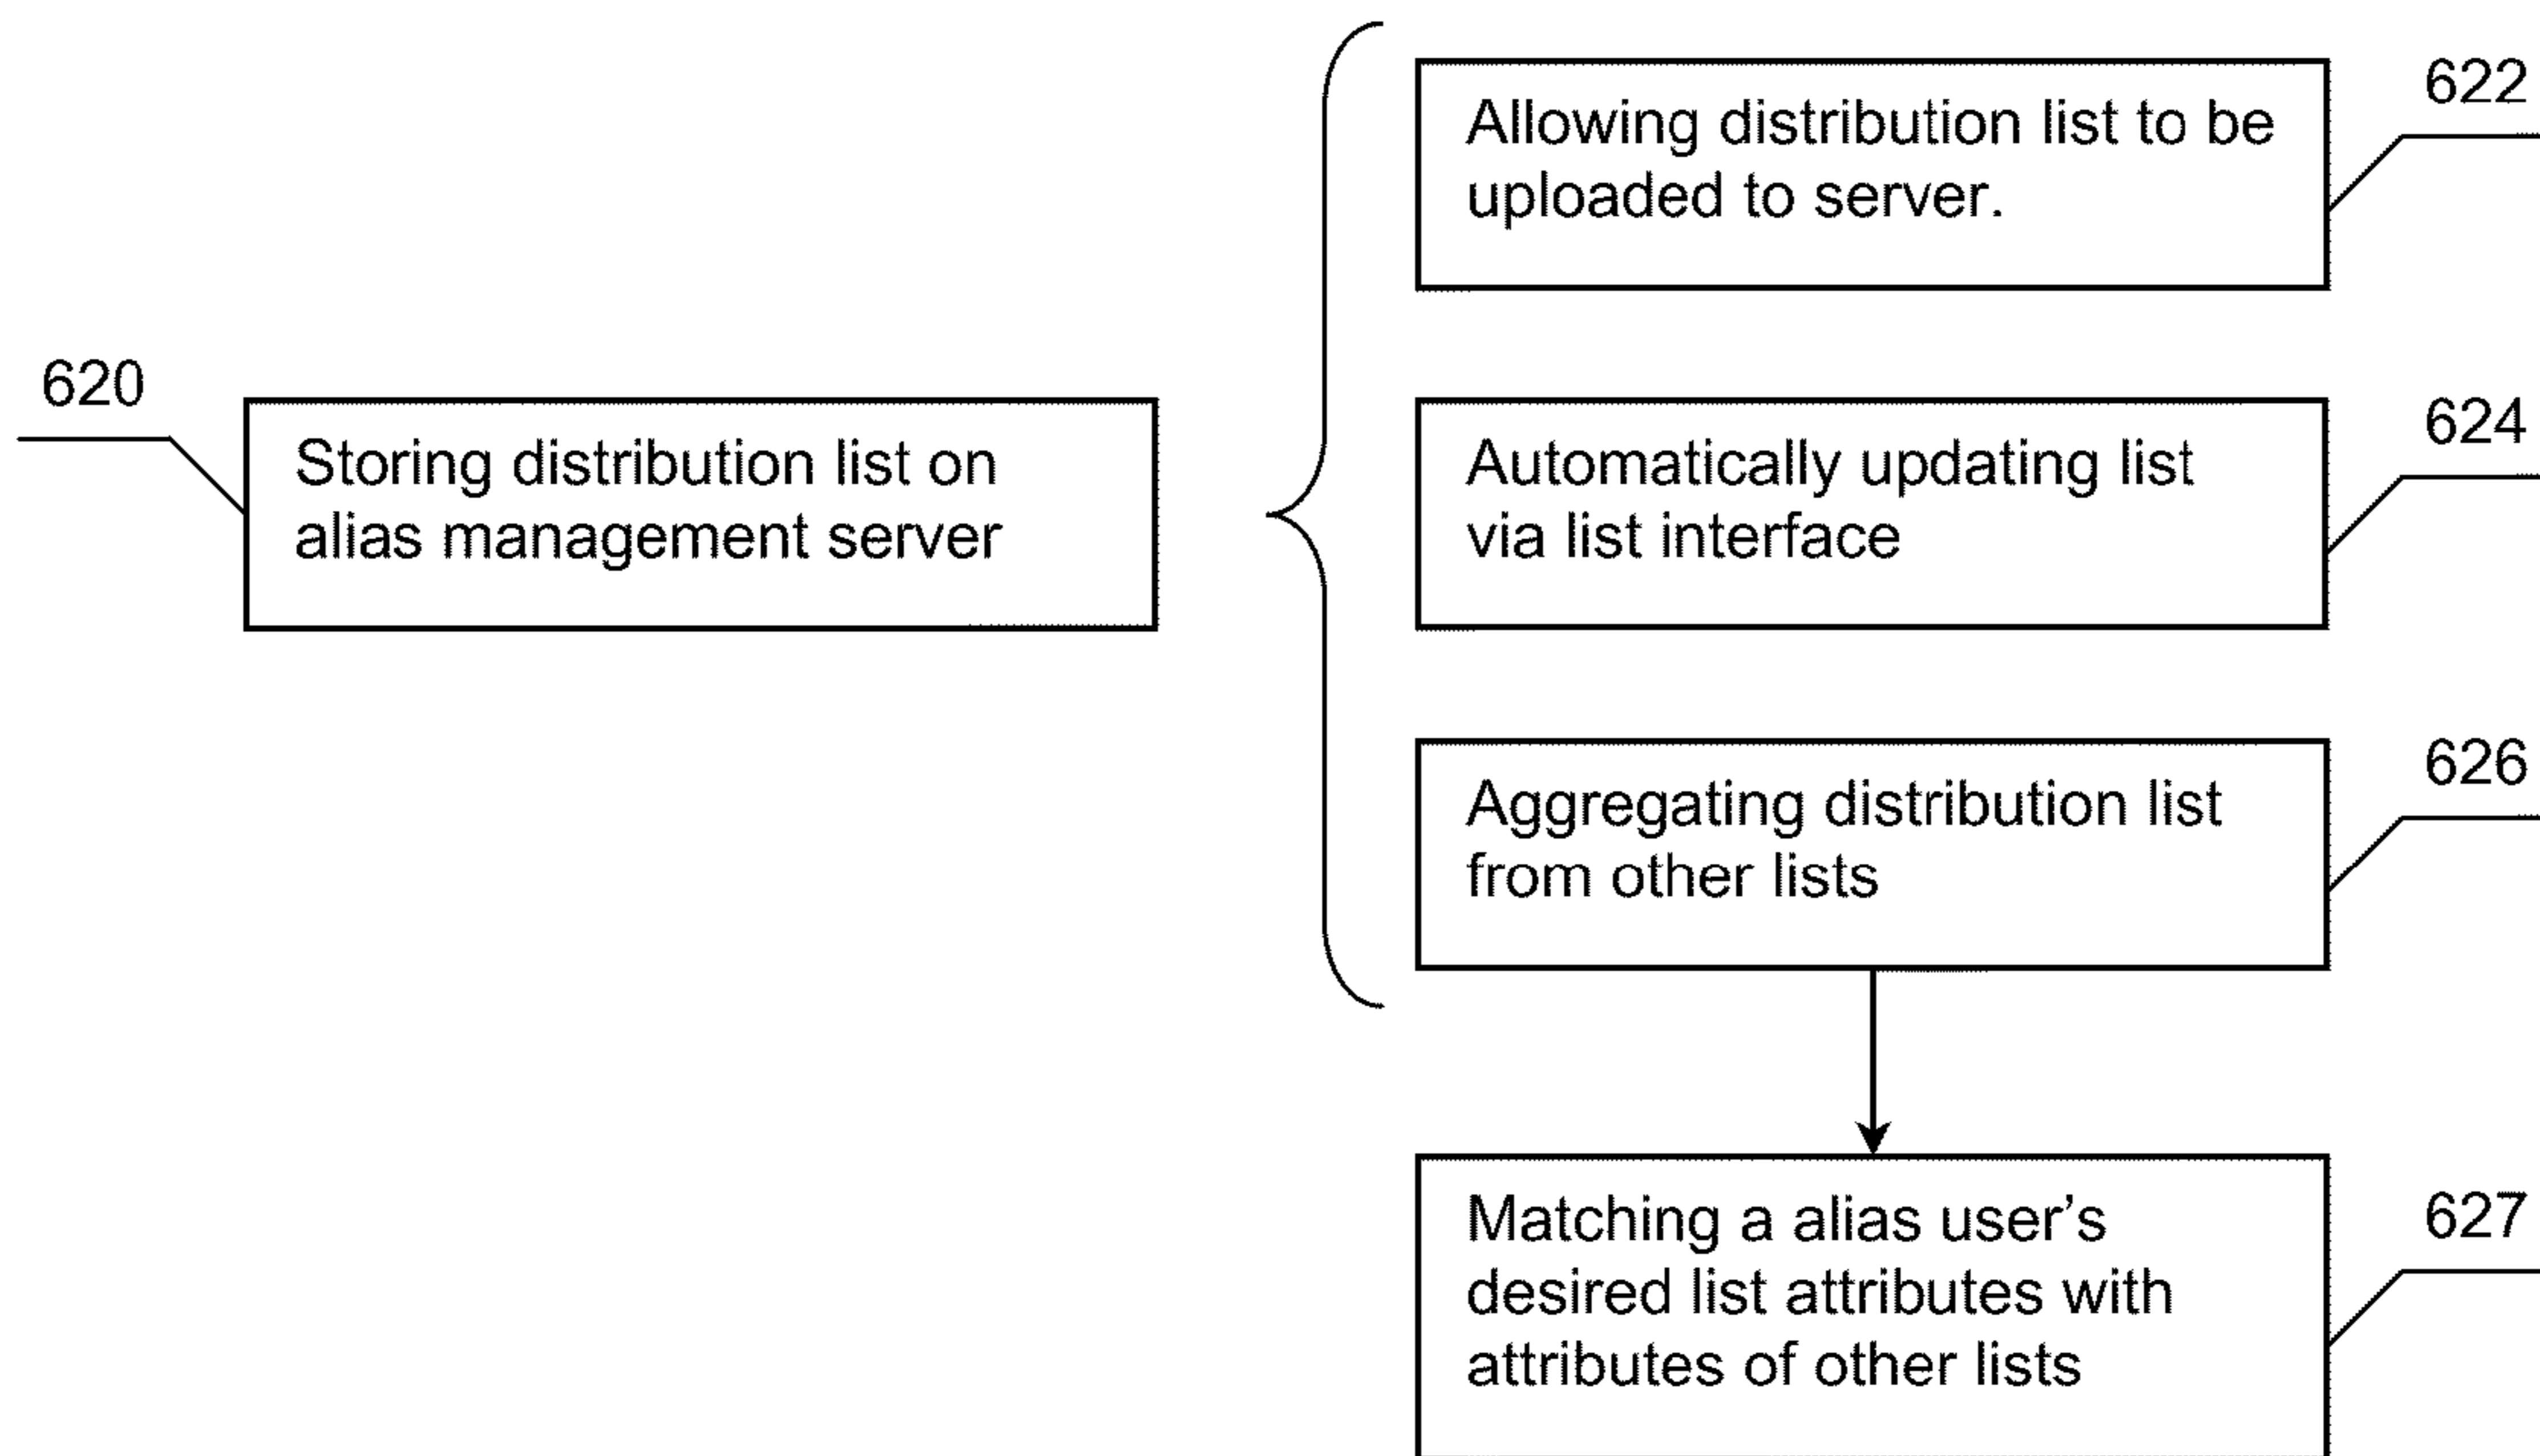 620
Storing distribution list on
alias management server
622
Allowing distribution list to be
uploaded to server.
624
Automatically updating list
via list interface
626
Aggregating distribution list
from other lists
627
Matching a alias user’s
desired list attributes with
attributes of other lists